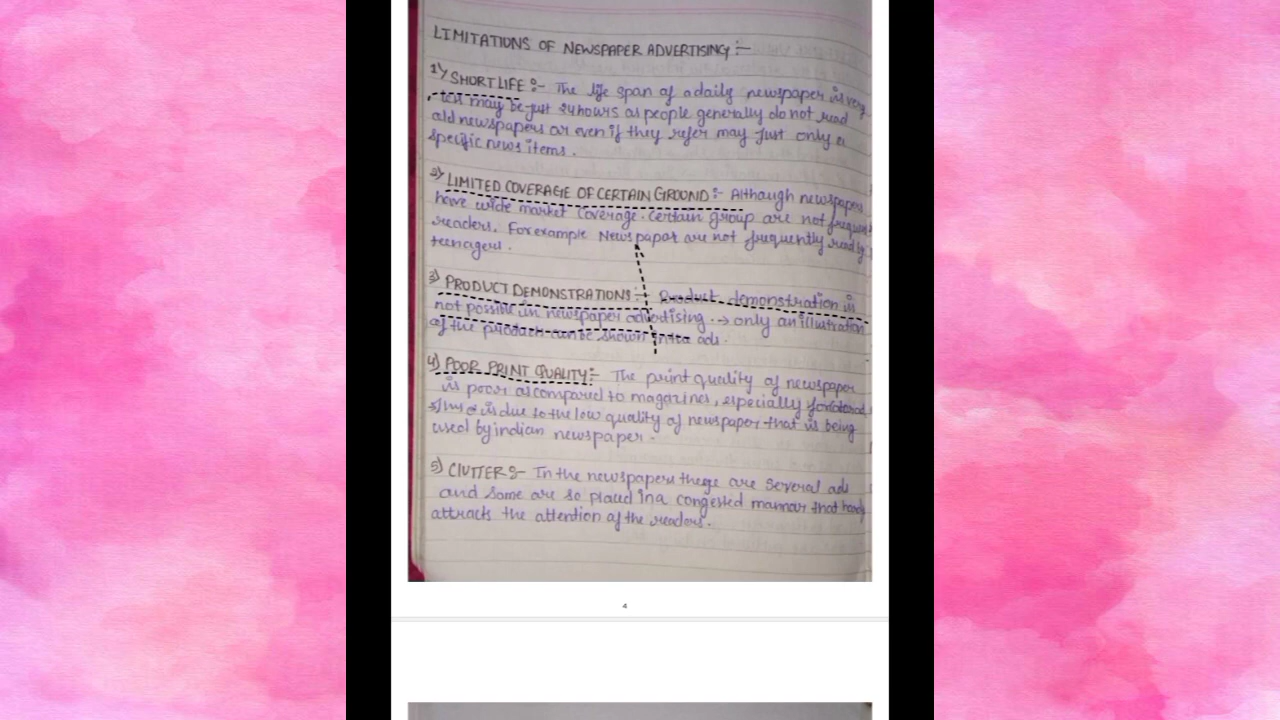 LIMITATIONS OF NEWSPAPER ADVERTISING :-
1) SHORT LIFE :- The life span of a daily newspaper is very
less may be just 24 hours as people generally do not read
old newspapers or even if they refer may just only a
specific news items.
2) LIMITED COVERAGE OF CERTAIN GROUND :- Although newspapers
have wide market coverage. Certain group are not frequent
readers. For example Newspaper are not frequently read by
teenagers.
3) PRODUCT DEMONSTRATIONS :- Product demonstration is
not possible in newspaper advertising. → only an illustration
of the product can be shown ads.
4) POOR PRINT QUALITY :- The print quality of newspaper
is poor as compared to magazines, especially for
is due to the low quality of newspaper that is being
used by indian newspaper.
5) CLUTTER :- In the newspapers there are several ads
and some are so placed in a congested mannar that hardly
attracts the attention of the readers.
4